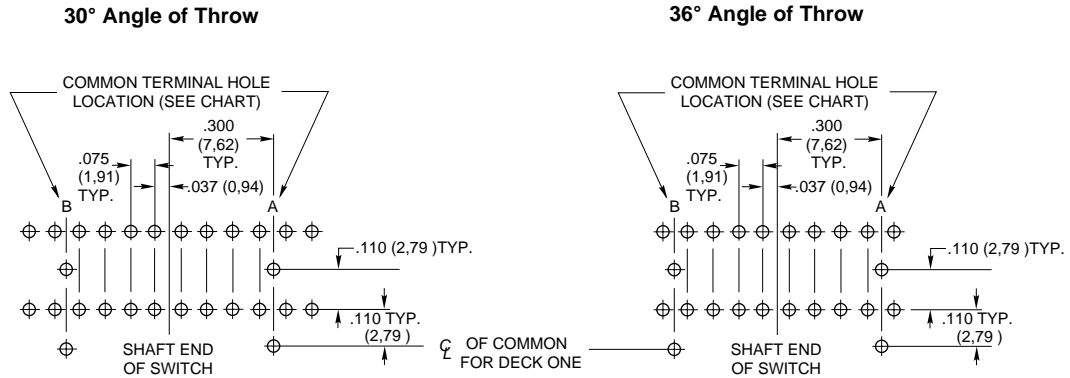 30° Angle of Throw
COMMON TERMINAL HOLE
LOCATION (SEE CHART)
.300
(7,62)
TYP.
.075
(1,91)
TYP.
.037 (0,94)
B
A
.110 (2,79 )TYP.
.110 TYP.
(2,79 )
SHAFT END
OF SWITCH
℄ OF COMMON
FOR DECK ONE
36° Angle of Throw
COMMON TERMINAL HOLE
LOCATION (SEE CHART)
.300
(7,62)
TYP.
.075
(1,91)
TYP.
.037 (0,94)
B
A
.110 (2,79 )TYP.
.110 TYP.
(2,79 )
SHAFT END
OF SWITCH